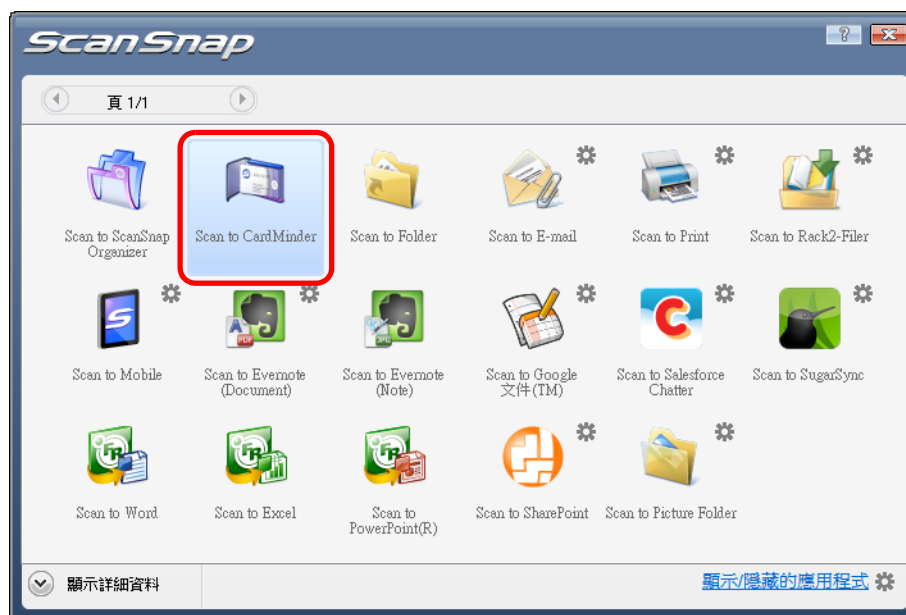 ScanSnap
?
頁 1/1
Scan to ScanSnap
Organizer
Scan to CardMinder
Scan to Folder
Scan to E-mail
Scan to Print
Scan to Rack2-Filer
Scan to Mobile
Scan to Evernote
(Document)
Scan to Evernote
(Note)
Scan to Google
文件(TM)
Scan to Salesforce
Chatter
Scan to SugarSync
Scan to Word
Scan to Excel
Scan to
PowerPoint(R)
Scan to SharePoint
Scan to Picture Folder
顯示詳細資料
顯示/隱藏的應用程式